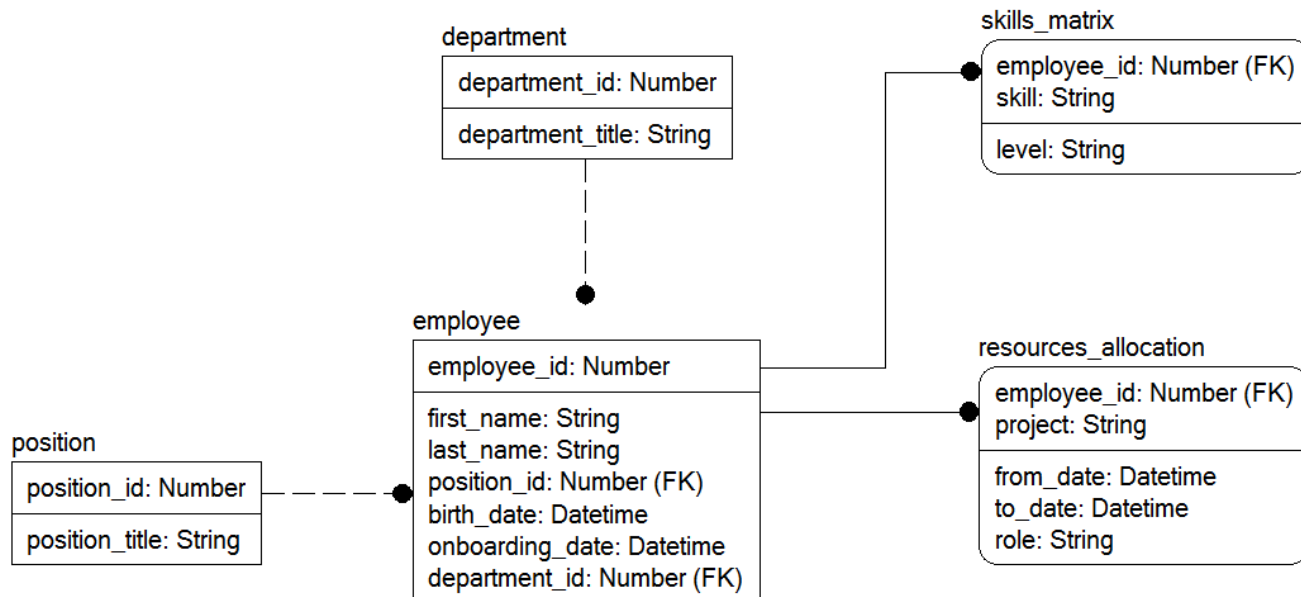 department
department_id: Number
department_title: String
skills_matrix
employee_id: Number (FK)
skill: String
level: String
employee
employee_id: Number
first_name: String
last_name: String
position_id: Number (FK)
birth_date: Datetime
onboarding_date: Datetime
department_id: Number (FK)
resources_allocation
employee_id: Number (FK)
project: String
from_date: Datetime
to_date: Datetime
role: String
position
position_id: Number
position_title: String